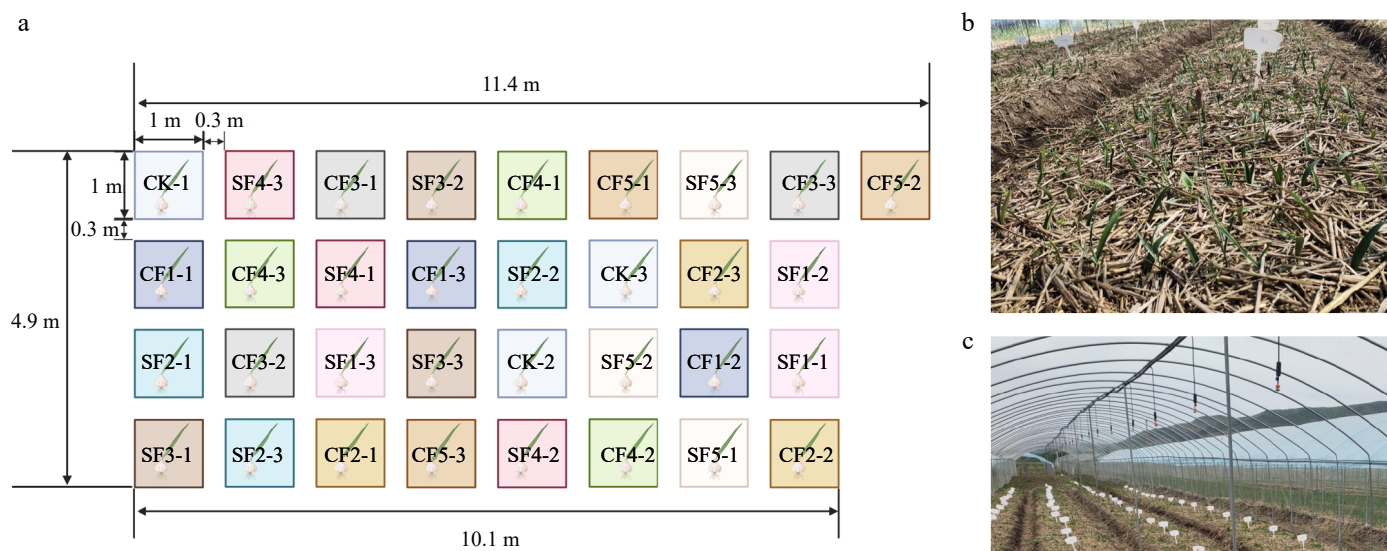 a
11.4 m
1 m
0.3 m
1 m
0.3 m
4.9 m
CK-1 SF4-3 CF3-1 SF3-2 CF4-1 CF5-1 SF5-3 CF3-3 CF5-2
CF1-1 CF4-3 SF4-1 CF1-3 SF2-2 CK-3 CF2-3 SF1-2
SF2-1 CF3-2 SF1-3 SF3-3 CK-2 SF5-2 CF1-2 SF1-1
SF3-1 SF2-3 CF2-1 CF5-3 SF4-2 CF4-2 SF5-1 CF2-2
10.1 m
b
c